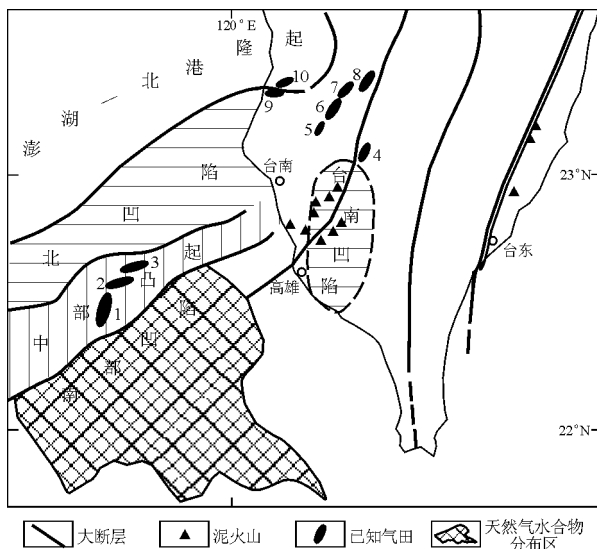 120°E
澎湖—北港隆起
10
9
8
7
6
5
4
台南
23°N
北凹陷
台南凹陷
台东
高雄
中部凸起
3
2
1
南部凹陷
22°N
大断层
泥火山
已知气田
天然气水合物
分布区